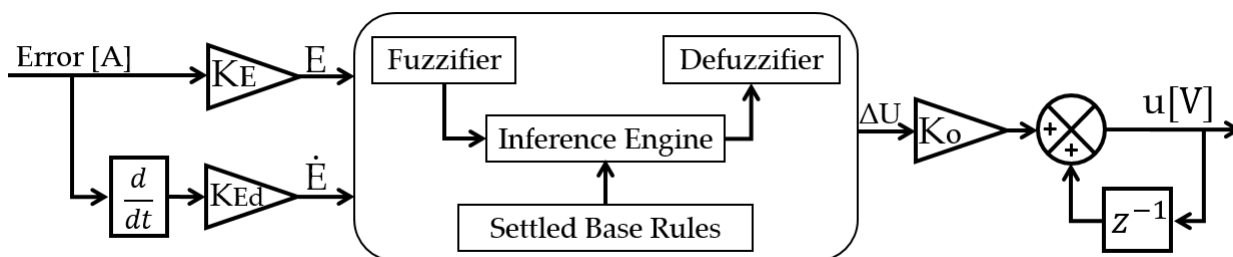 Error [A]
KE
E
Fuzzifier
Defuzzifier
Inference Engine
Settled Base Rules
d
dt
KEd
Ė
ΔU
Ko
+
+
u[V]
z⁻¹